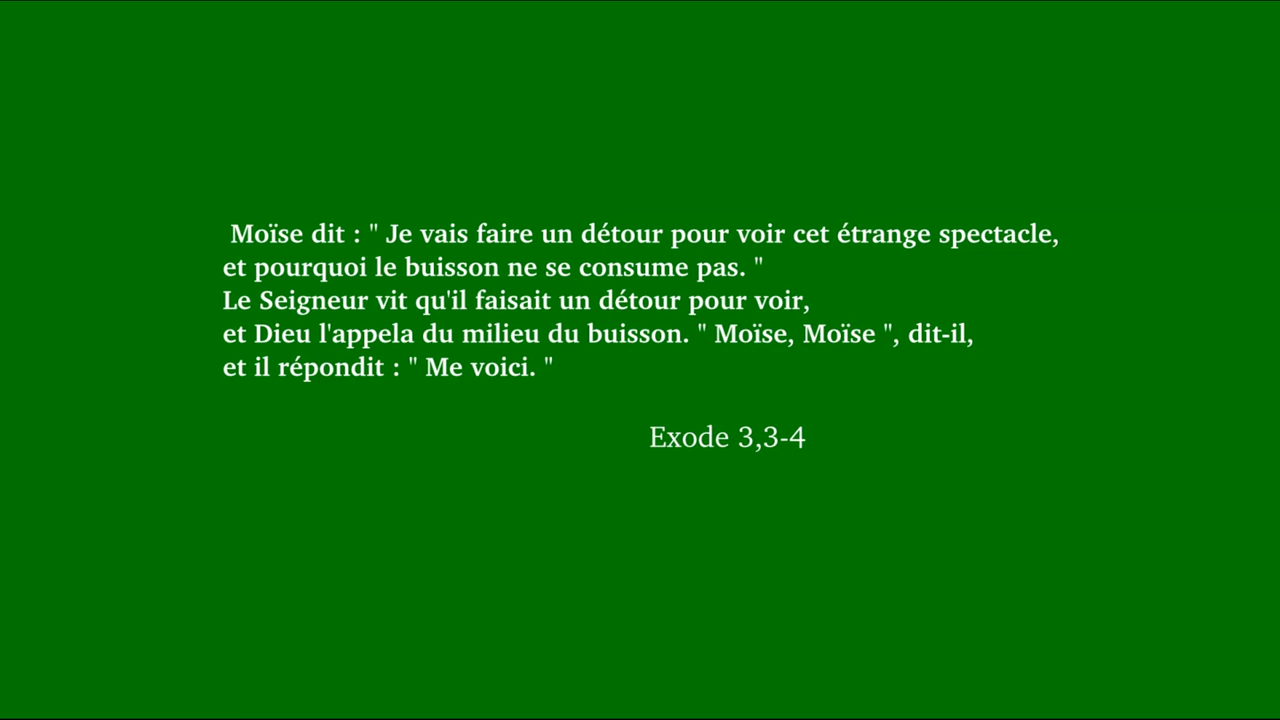 Moïse dit : " Je vais faire un détour pour voir cet étrange spectacle,
et pourquoi le buisson ne se consume pas. "
Le Seigneur vit qu'il faisait un détour pour voir,
et Dieu l'appela du milieu du buisson. " Moïse, Moïse ", dit-il,
et il répondit : " Me voici. "
Exode 3,3-4